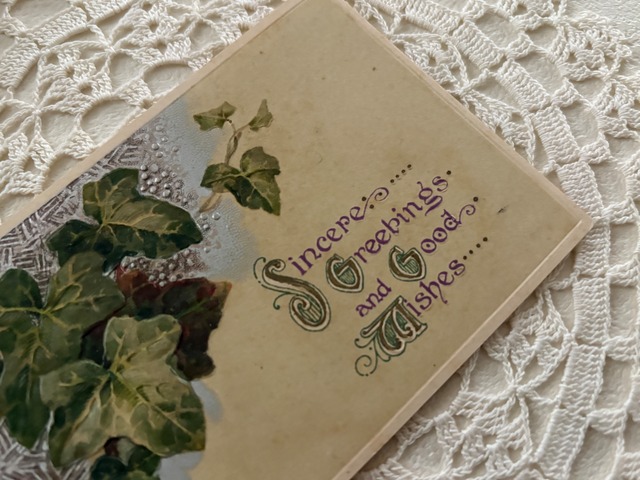 Sincere
Greetings
and Good
Wishes